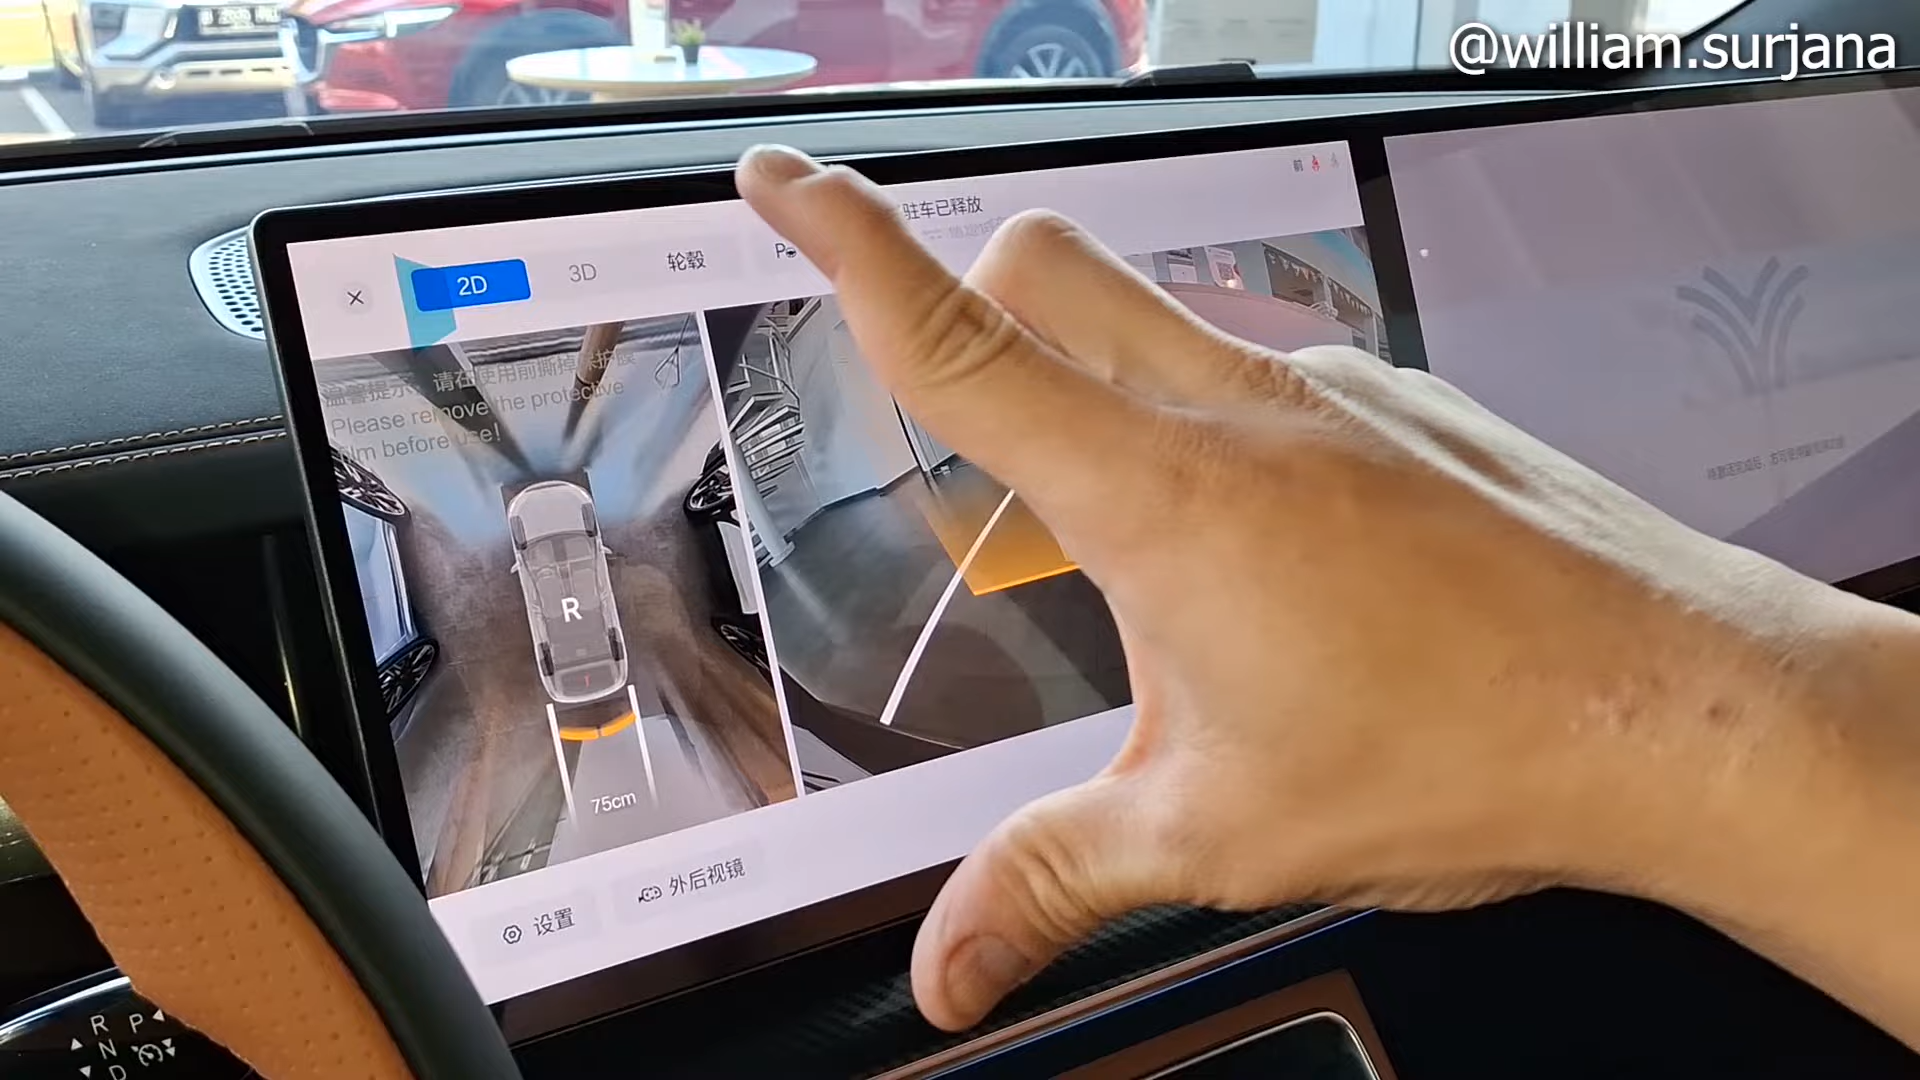 @william.surjana
前
驻车已释放
2D
3D
轮毂
P
温馨提示：请在使用前撕掉保护膜
Please remove the protective
film before use!
R
75cm
设置
外后视镜
R P
N
D